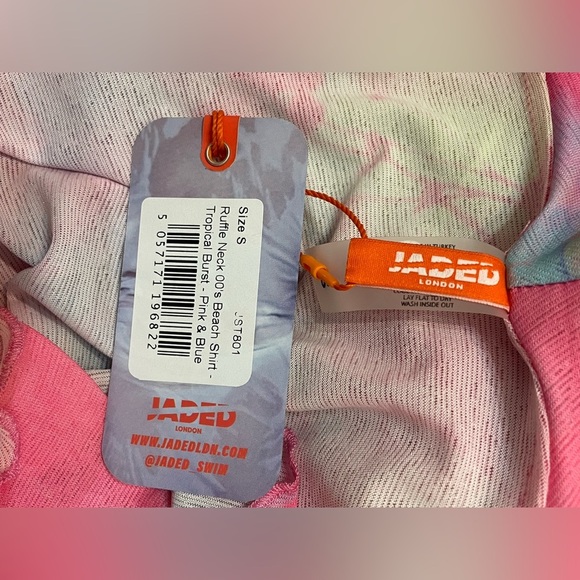 Size S
JST801
Ruffle Neck 00's Beach Shirt -
Tropical Burst - Pink & Blue
5 057171 196822
JADED
LONDON
WWW.JADEDLDN.COM
@JADED_SWIM
TURKEY
JADED
LONDON
LAY FLAT TO DRY
WASH INSIDE OUT